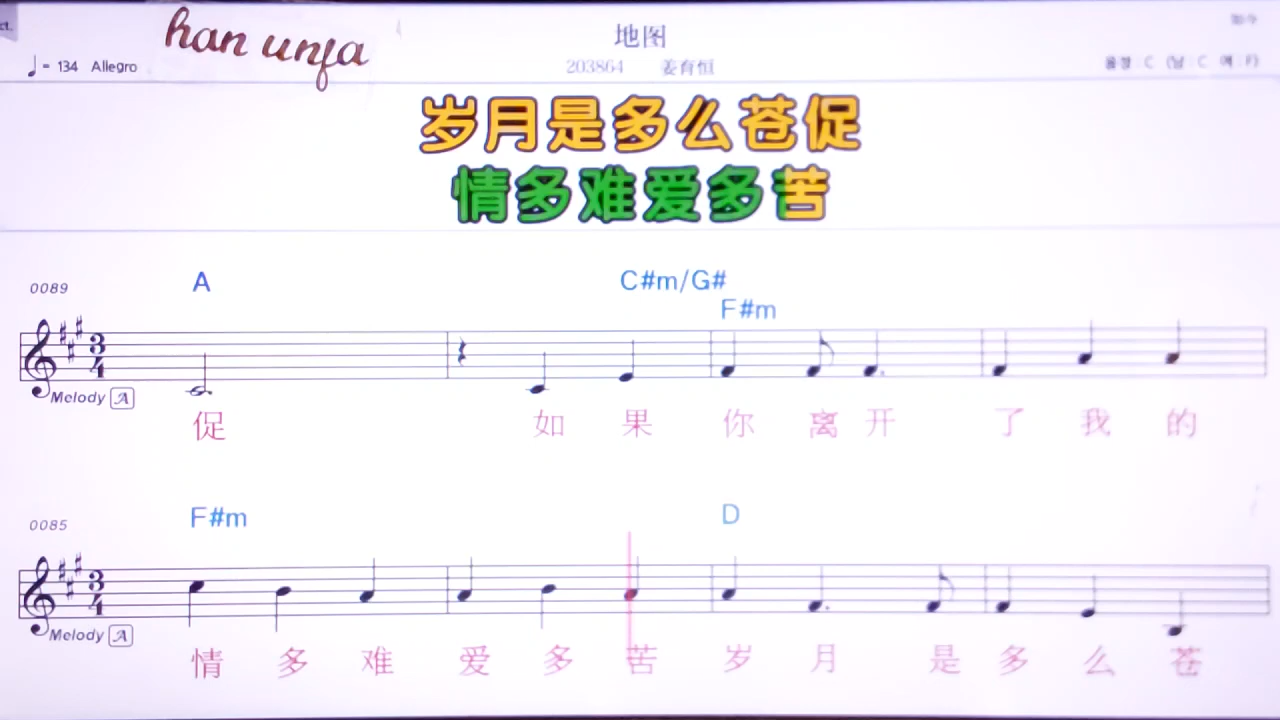 han unfa
地图
♩= 134 Allegro
203864 姜育恒
岁月是多么苍促
情多难爱多苦
0089 A C#m/G# F#m
3
4
Melody A
促 如 果 你 离 开 了 我 的
0085 F#m D
3
4
Melody A
情 多 难 爱 多 苦 岁 月 是 多 么 苍